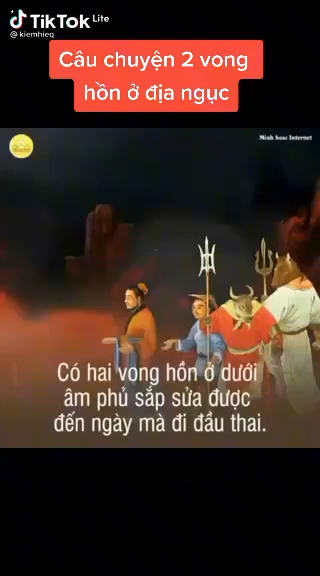 TikTok Lite
@kiemhieq
Câu chuyện 2 vong
hồn ở địa ngục
Minh hoạ: Internet
Có hai vong hồn ở dưới
âm phủ sắp sửa được
đến ngày mà đi đầu thai.